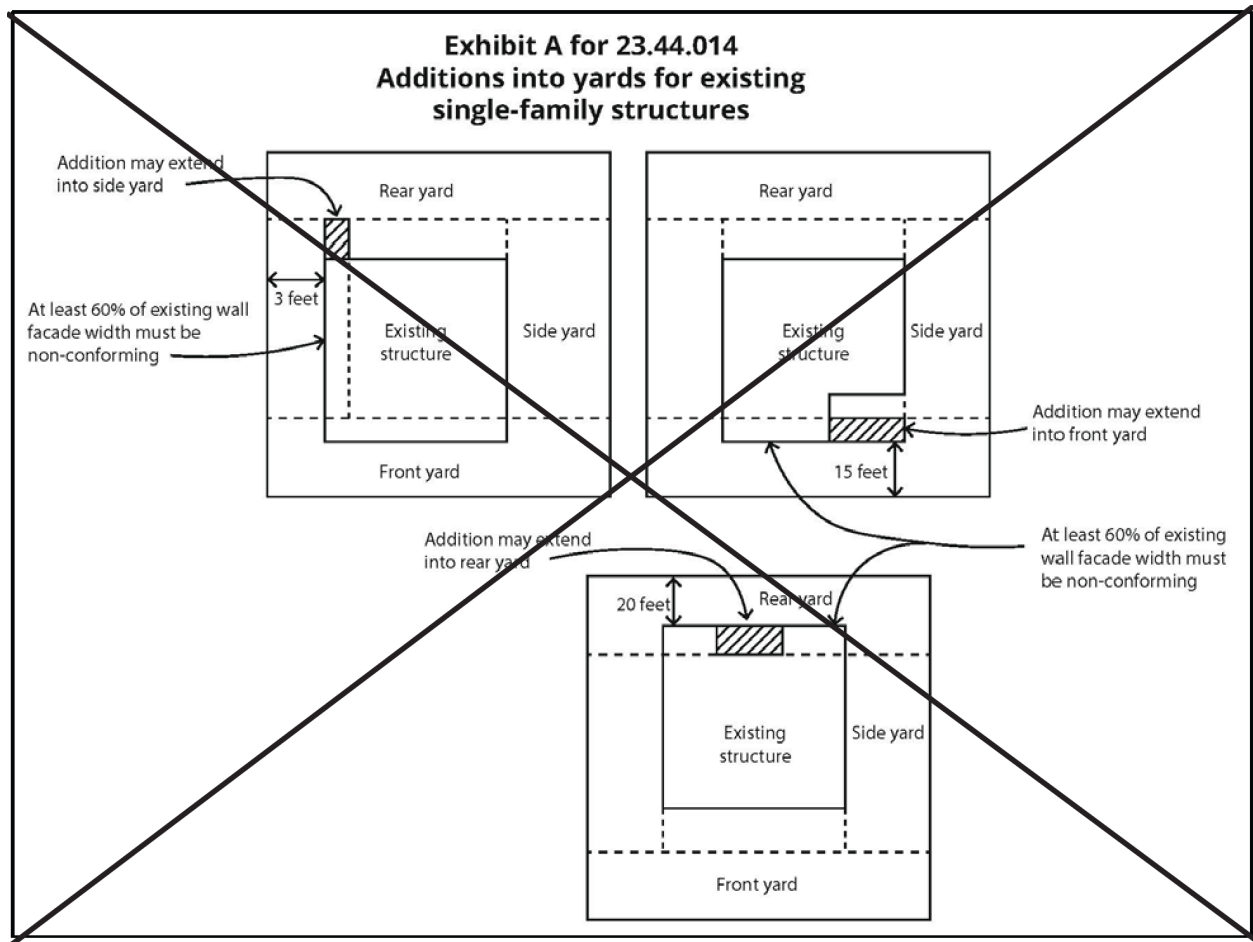 Exhibit A for 23.44.014
Additions into yards for existing
single-family structures
Addition may extend
into side yard
Rear yard
3 feet
At least 60% of existing wall
facade width must be
non-conforming
Existing
structure
Side yard
Front yard
Rear yard
Existing
structure
Side yard
Addition may extend
into front yard
15 feet
At least 60% of existing
wall facade width must
be non-conforming
Addition may extend
into rear yard
20 feet
Rear yard
Existing
structure
Side yard
Front yard